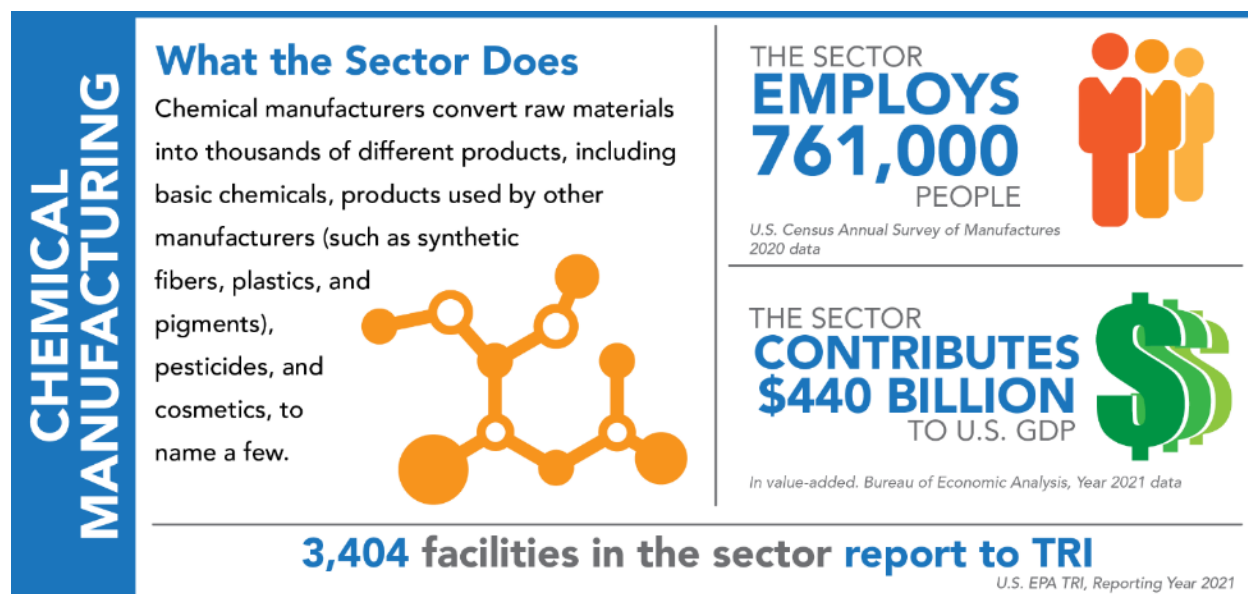 CHEMICAL
MANUFACTURING
What the Sector Does
Chemical manufacturers convert raw materials
into thousands of different products, including
basic chemicals, products used by other
manufacturers (such as synthetic
fibers, plastics, and
pigments),
pesticides, and
cosmetics, to
name a few.
THE SECTOR
EMPLOYS
761,000
PEOPLE
U.S. Census Annual Survey of Manufactures
2020 data
THE SECTOR
CONTRIBUTES
$440 BILLION
TO U.S. GDP
In value-added. Bureau of Economic Analysis, Year 2021 data
3,404 facilities in the sector report to TRI
U.S. EPA TRI, Reporting Year 2021